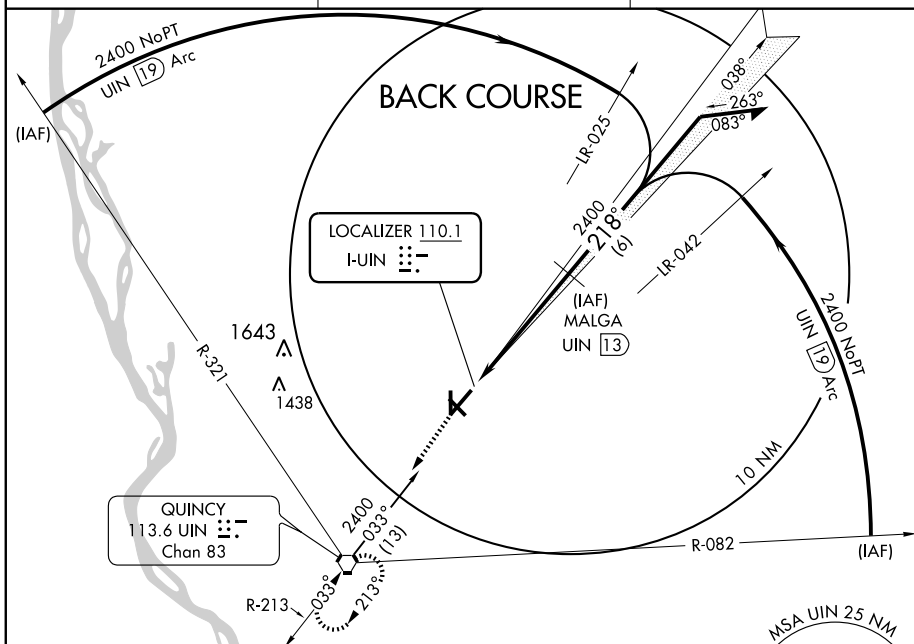 2400 NoPT
UIN 19 Arc
(IAF)
BACK COURSE
LR-025
038°
263°
083°
LOCALIZER 110.1
I-UIN
2400
218°
(6)
LR-042
(IAF)
MALGA
UIN 13
2400 NoPT
UIN 19 Arc
1643
1438
R-321
10 NM
QUINCY
113.6 UIN
Chan 83
2400
033°
(13)
R-082
(IAF)
R-213
033°
213°
MSA UIN 25 NM